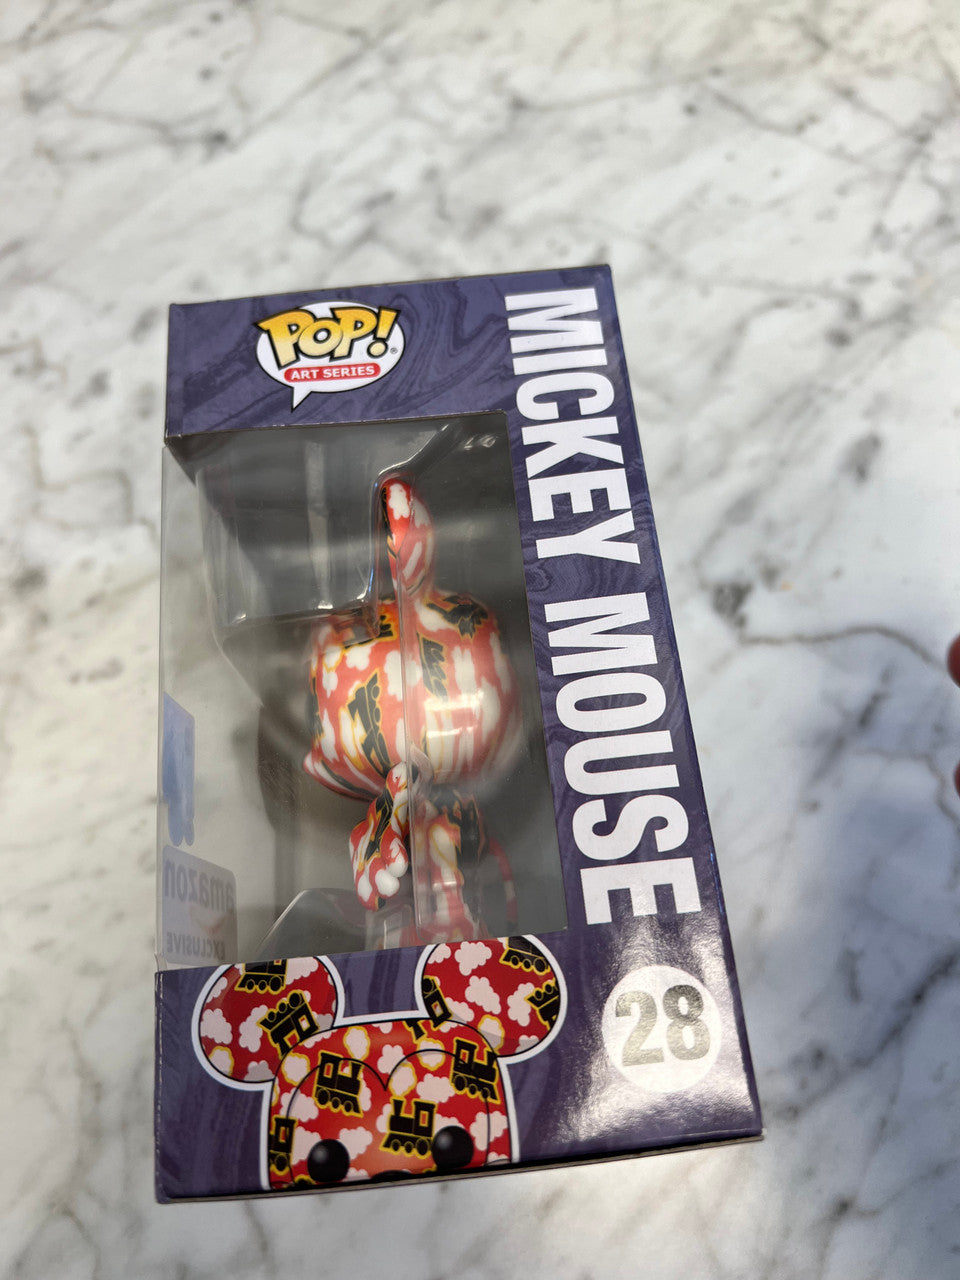 POP!®
ART SERIES
MICKEY MOUSE
28
amazon
EXCLUSIVE